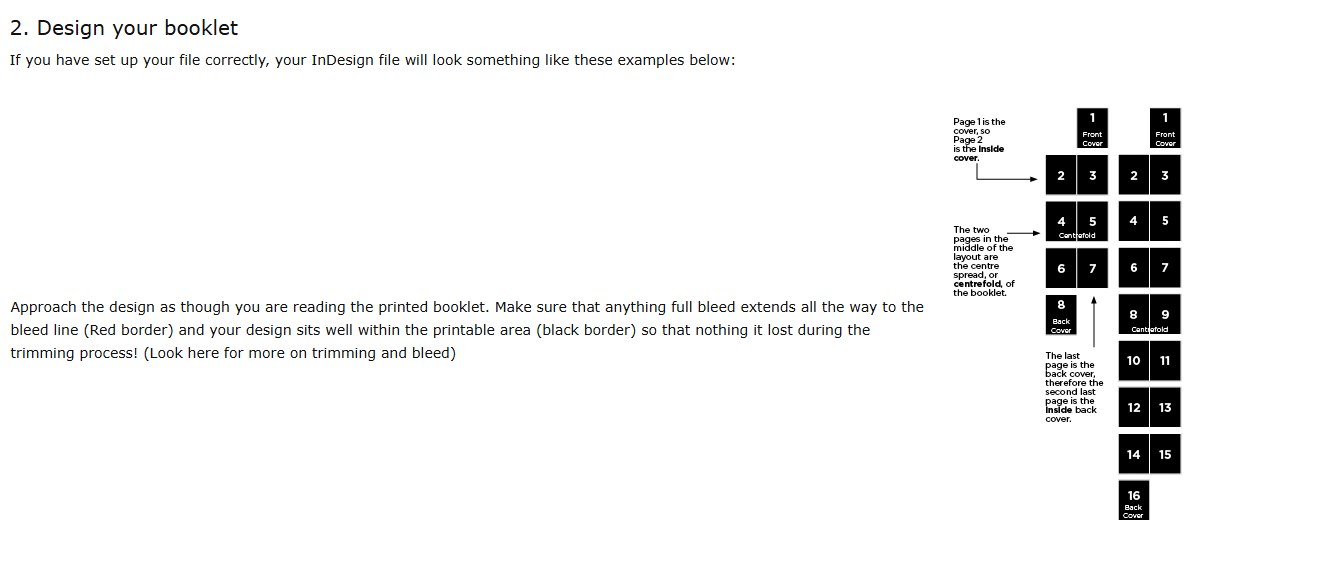 2. Design your booklet
If you have set up your file correctly, your InDesign file will look something like these examples below:
Approach the design as though you are reading the printed booklet. Make sure that anything full bleed extends all the way to the
bleed line (Red border) and your design sits well within the printable area (black border) so that nothing it lost during the
trimming process! (Look here for more on trimming and bleed)
Page 1 is the
cover, so
Page 2
is the inside
cover.
The two
pages in the
middle of the
layout are
the centre
spread, or
centrefold, of
the booklet.
1
Front
Cover
2 3
4 5
Centrefold
6 7
8
Back
Cover
The last
page is the
back cover,
therefore the
second last
page is the
inside back
cover.
1
Front
Cover
2 3
4 5
6 7
8 9
Centrefold
10 11
12 13
14 15
16
Back
Cover